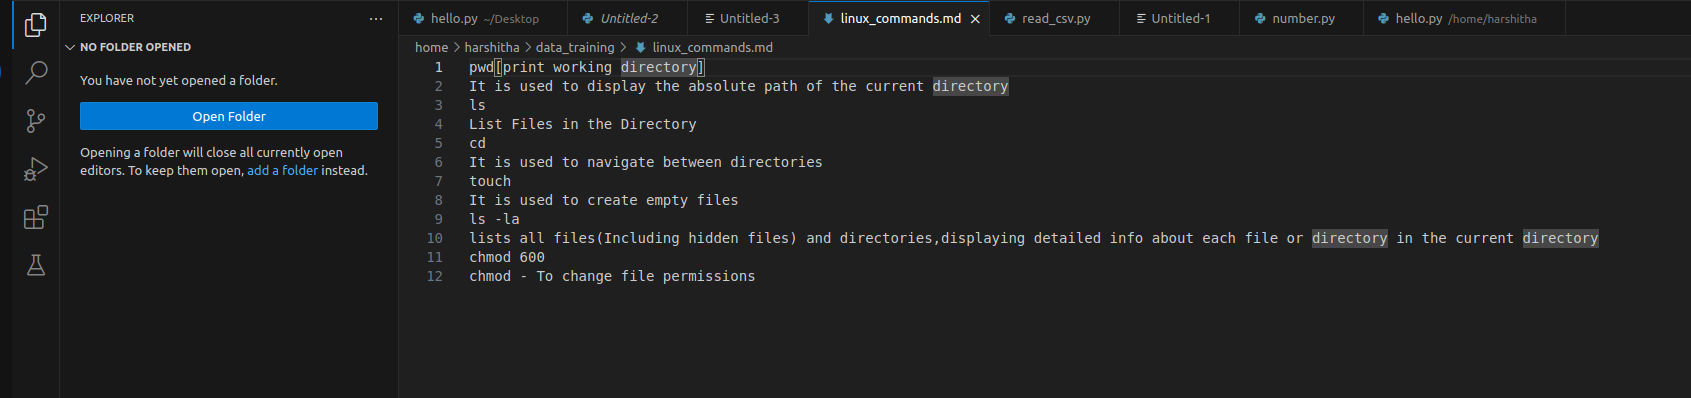 EXPLORER
...
NO FOLDER OPENED
You have not yet opened a folder.
Open Folder
Opening a folder will close all currently open
editors. To keep them open, add a folder instead.
hello.py ~/Desktop
Untitled-2
Untitled-3
linux_commands.md
read_csv.py
Untitled-1
number.py
hello.py /home/harshitha
home > harshitha > data_training > linux_commands.md
1 pwd[print working directory]
2 It is used to display the absolute path of the current directory
3 ls
4 List Files in the Directory
5 cd
6 It is used to navigate between directories
7 touch
8 It is used to create empty files
9 ls -la
10 lists all files(Including hidden files) and directories,displaying detailed info about each file or directory in the current directory
11 chmod 600
12 chmod - To change file permissions